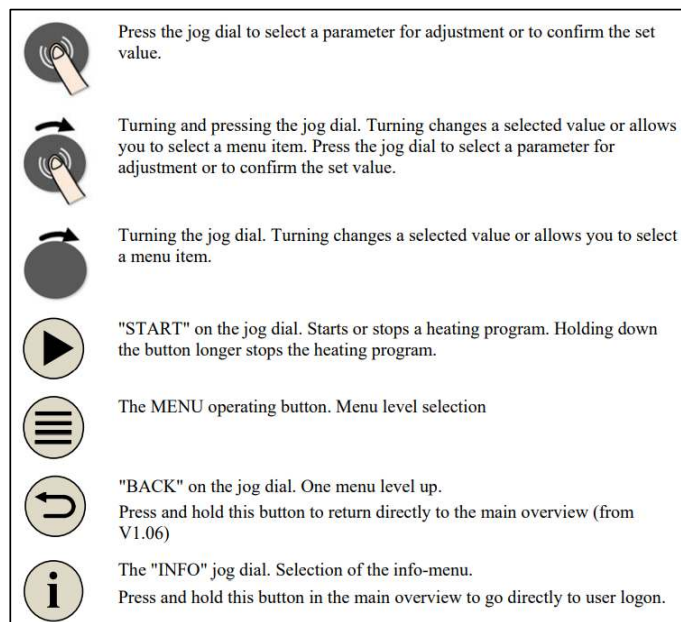 Press the jog dial to select a parameter for adjustment or to confirm the set
value.
Turning and pressing the jog dial. Turning changes a selected value or allows
you to select a menu item. Press the jog dial to select a parameter for
adjustment or to confirm the set value.
Turning the jog dial. Turning changes a selected value or allows you to select
a menu item.
"START" on the jog dial. Starts or stops a heating program. Holding down
the button longer stops the heating program.
The MENU operating button. Menu level selection
"BACK" on the jog dial. One menu level up.
Press and hold this button to return directly to the main overview (from
V1.06)
i
The "INFO" jog dial. Selection of the info-menu.
Press and hold this button in the main overview to go directly to user logon.